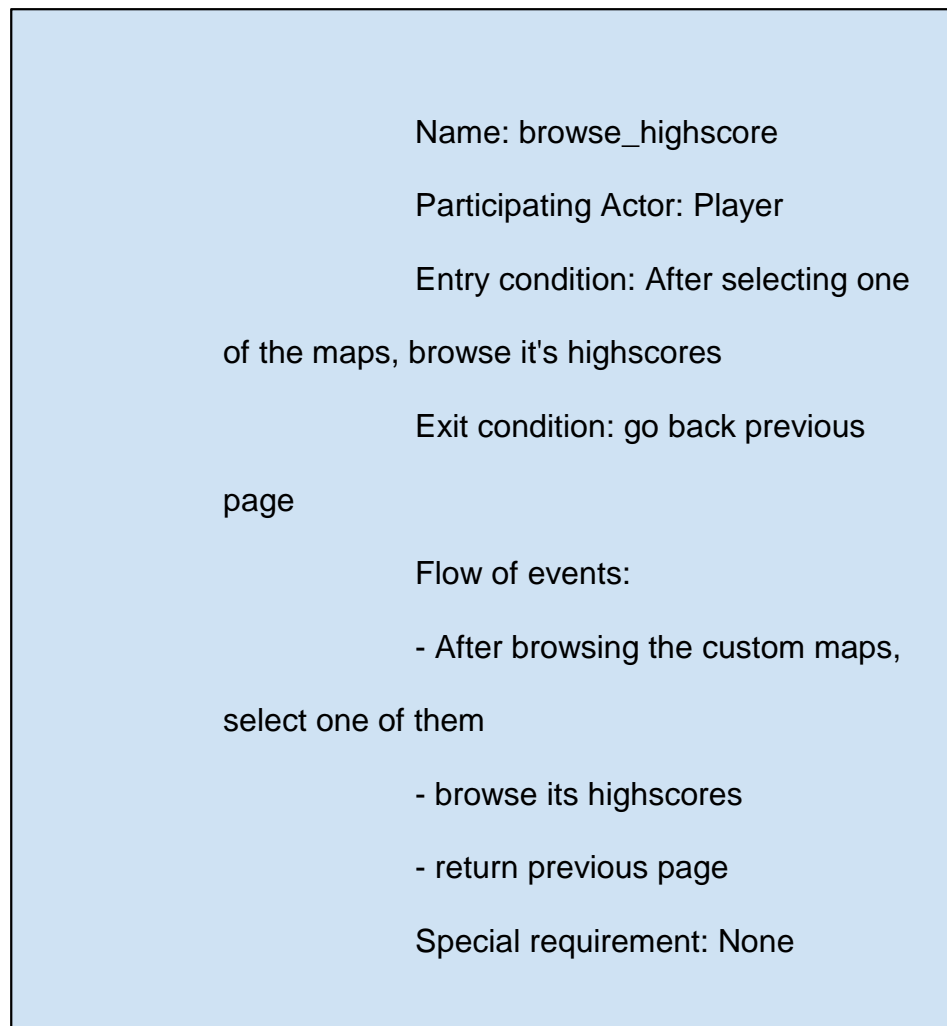 Name: browse_highscore
Participating Actor: Player
Entry condition: After selecting one
of the maps, browse it's highscores
Exit condition: go back previous
page
Flow of events:
- After browsing the custom maps,
select one of them
- browse its highscores
- return previous page
Special requirement: None